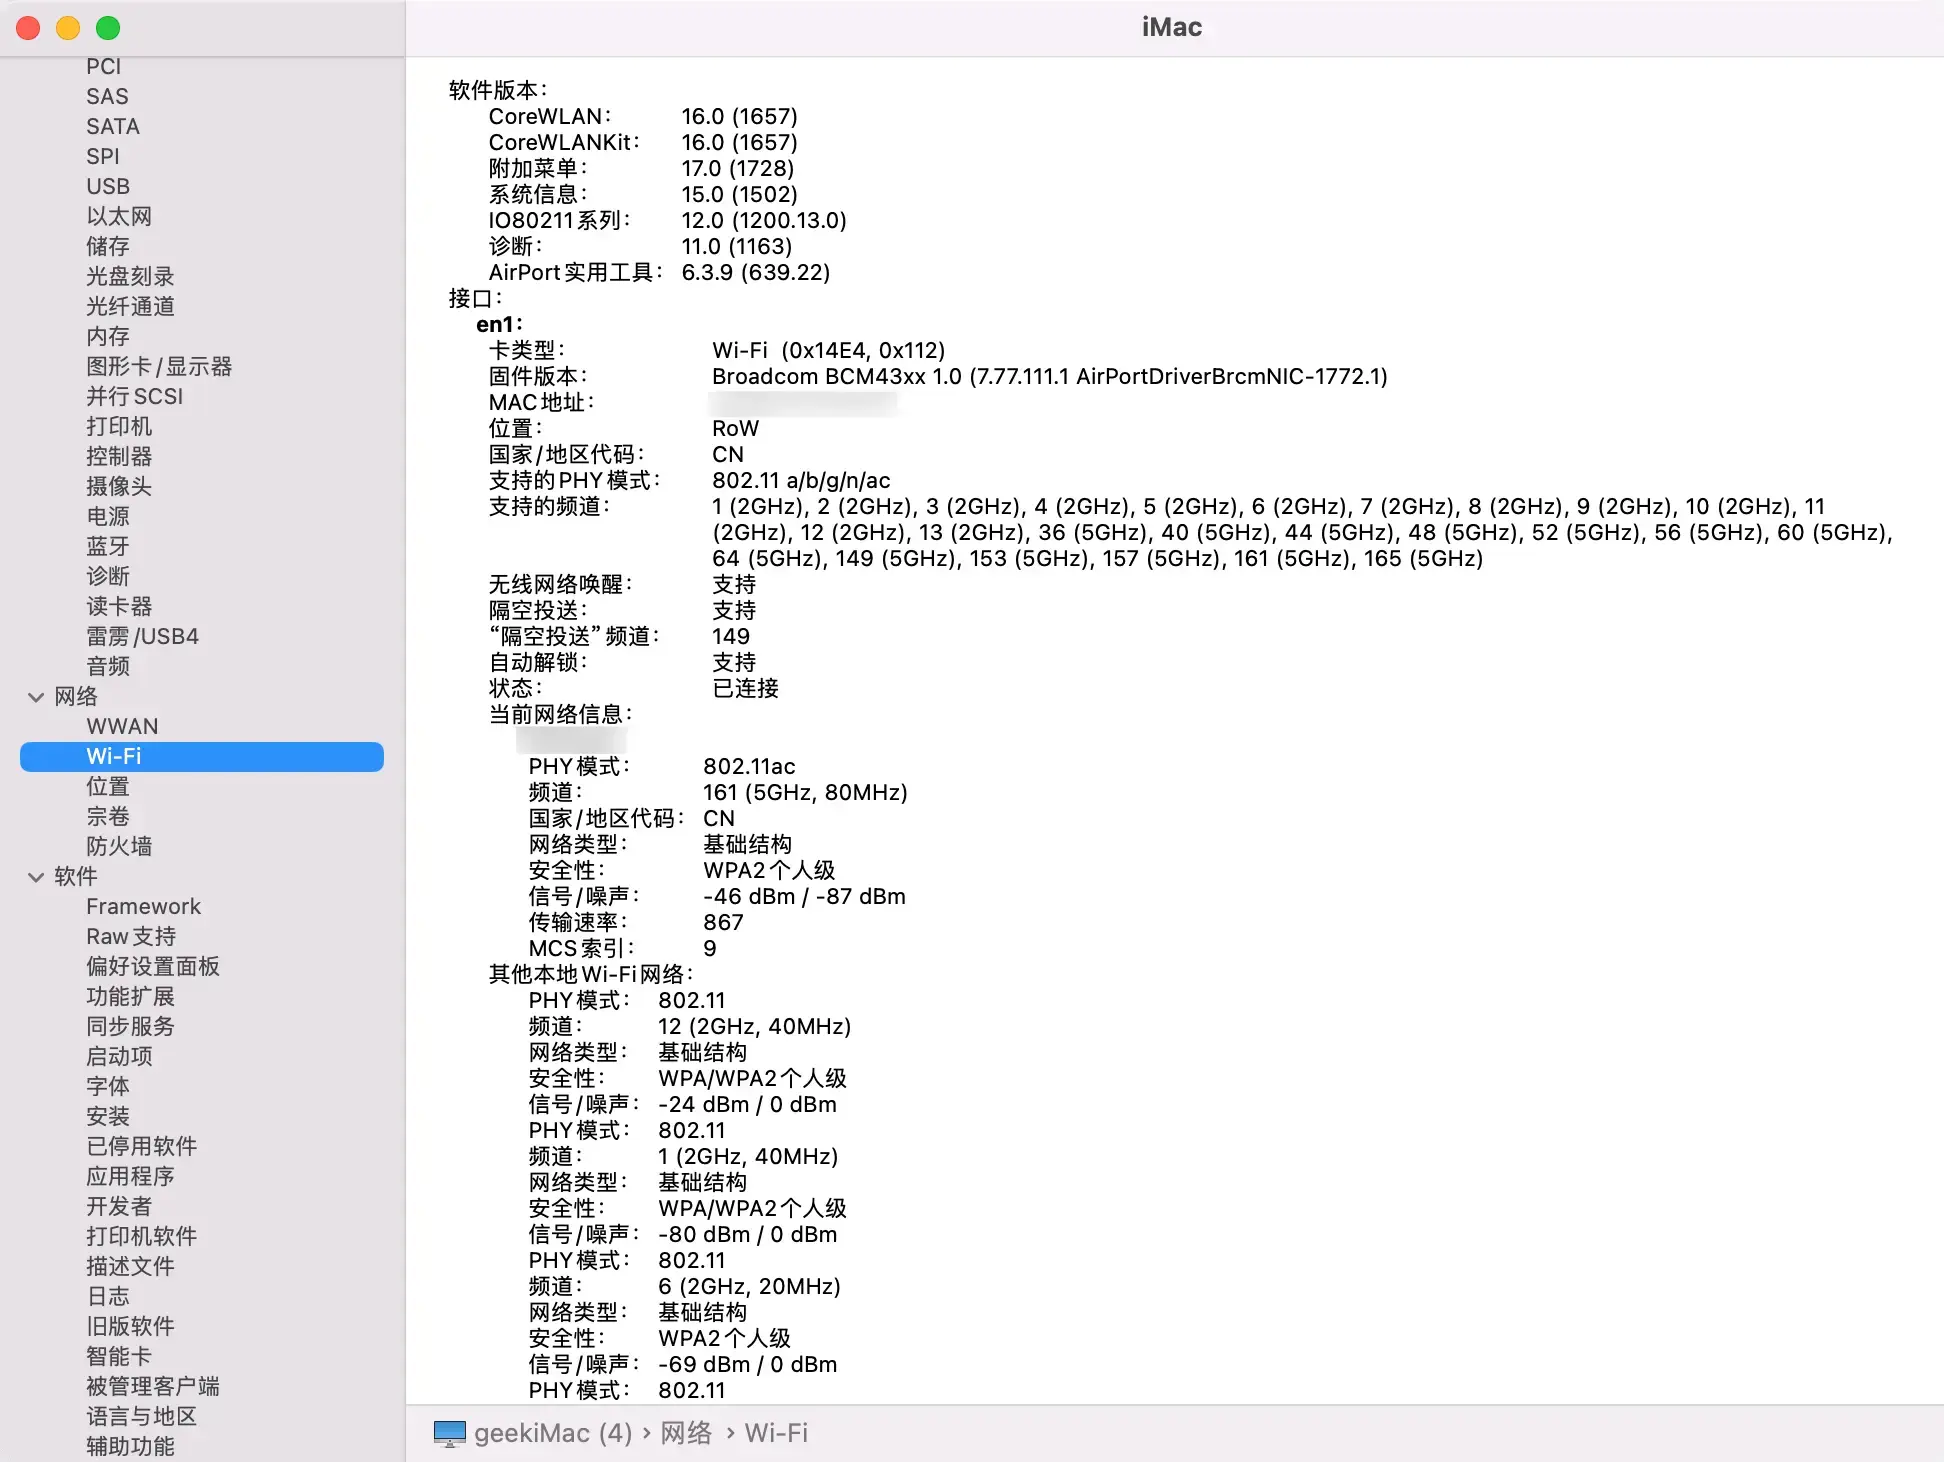 iMac
PCI
SAS
SATA
SPI
USB
以太网
储存
光盘刻录
光纤通道
内存
图形卡/显示器
并行SCSI
打印机
控制器
摄像头
电源
蓝牙
诊断
读卡器
雷雳/USB4
音频
网络
WWAN
Wi-Fi
位置
宗卷
防火墙
软件
Framework
Raw支持
偏好设置面板
功能扩展
同步服务
启动项
字体
安装
已停用软件
应用程序
开发者
打印机软件
描述文件
日志
旧版软件
智能卡
被管理客户端
语言与地区
辅助功能
软件版本：
CoreWLAN： 16.0 (1657)
CoreWLANKit： 16.0 (1657)
附加菜单： 17.0 (1728)
系统信息： 15.0 (1502)
IO80211系列： 12.0 (1200.13.0)
诊断： 11.0 (1163)
AirPort实用工具： 6.3.9 (639.22)
接口：
en1：
卡类型： Wi-Fi (0x14E4, 0x112)
固件版本： Broadcom BCM43xx 1.0 (7.77.111.1 AirPortDriverBrcmNIC-1772.1)
MAC地址：
位置： RoW
国家/地区代码： CN
支持的PHY模式： 802.11 a/b/g/n/ac
支持的频道： 1 (2GHz), 2 (2GHz), 3 (2GHz), 4 (2GHz), 5 (2GHz), 6 (2GHz), 7 (2GHz), 8 (2GHz), 9 (2GHz), 10 (2GHz), 11
(2GHz), 12 (2GHz), 13 (2GHz), 36 (5GHz), 40 (5GHz), 44 (5GHz), 48 (5GHz), 52 (5GHz), 56 (5GHz), 60 (5GHz),
64 (5GHz), 149 (5GHz), 153 (5GHz), 157 (5GHz), 161 (5GHz), 165 (5GHz)
无线网络唤醒： 支持
隔空投送： 支持
“隔空投送”频道： 149
自动解锁： 支持
状态： 已连接
当前网络信息：
PHY模式： 802.11ac
频道： 161 (5GHz, 80MHz)
国家/地区代码： CN
网络类型： 基础结构
安全性： WPA2个人级
信号/噪声： -46 dBm / -87 dBm
传输速率： 867
MCS索引： 9
其他本地Wi-Fi网络：
PHY模式： 802.11
频道： 12 (2GHz, 40MHz)
网络类型： 基础结构
安全性： WPA/WPA2个人级
信号/噪声： -24 dBm / 0 dBm
PHY模式： 802.11
频道： 1 (2GHz, 40MHz)
网络类型： 基础结构
安全性： WPA/WPA2个人级
信号/噪声： -80 dBm / 0 dBm
PHY模式： 802.11
频道： 6 (2GHz, 20MHz)
网络类型： 基础结构
安全性： WPA2个人级
信号/噪声： -69 dBm / 0 dBm
PHY模式： 802.11
geekiMac (4) › 网络 › Wi-Fi